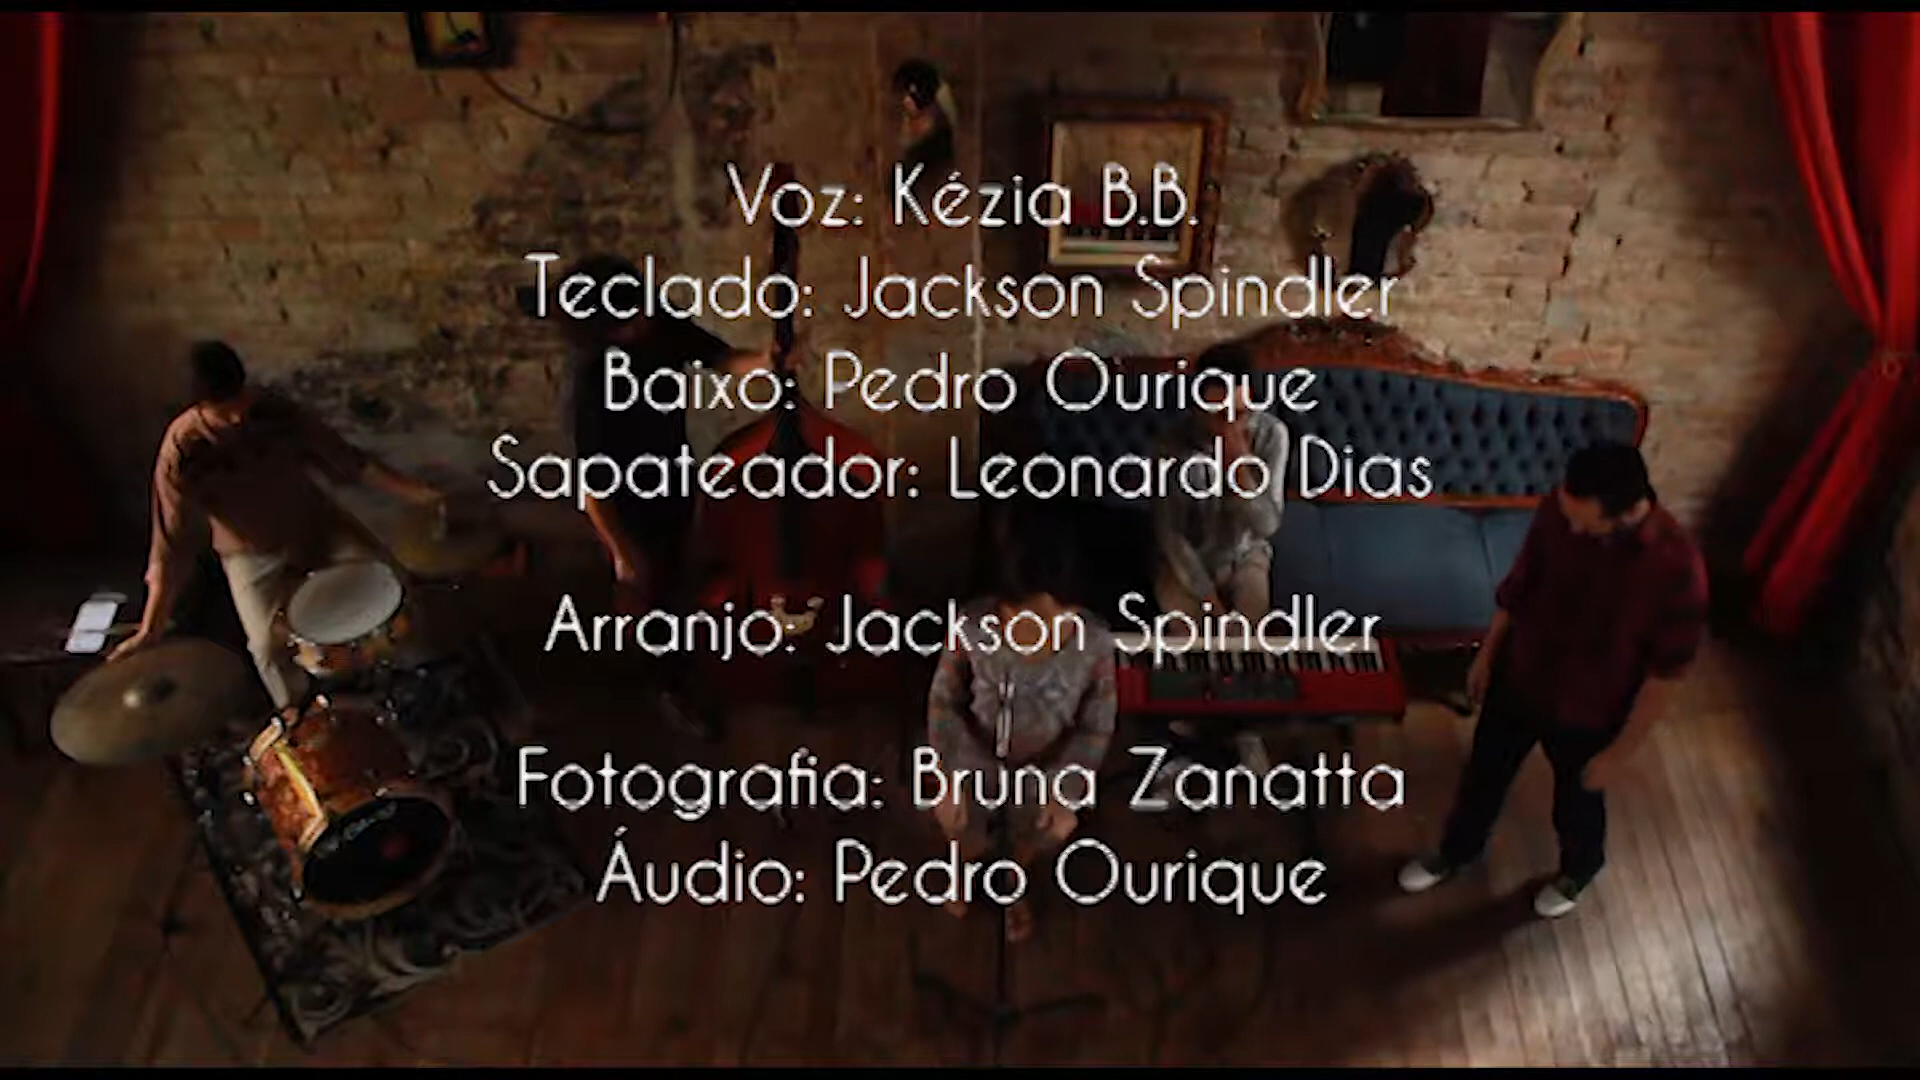 Voz: Kézia B.B.
Teclado: Jackson Spindler
Baixo: Pedro Ourique
Sapateador: Leonardo Dias
Arranjo: Jackson Spindler
Fotografia: Bruna Zanatta
Áudio: Pedro Ourique